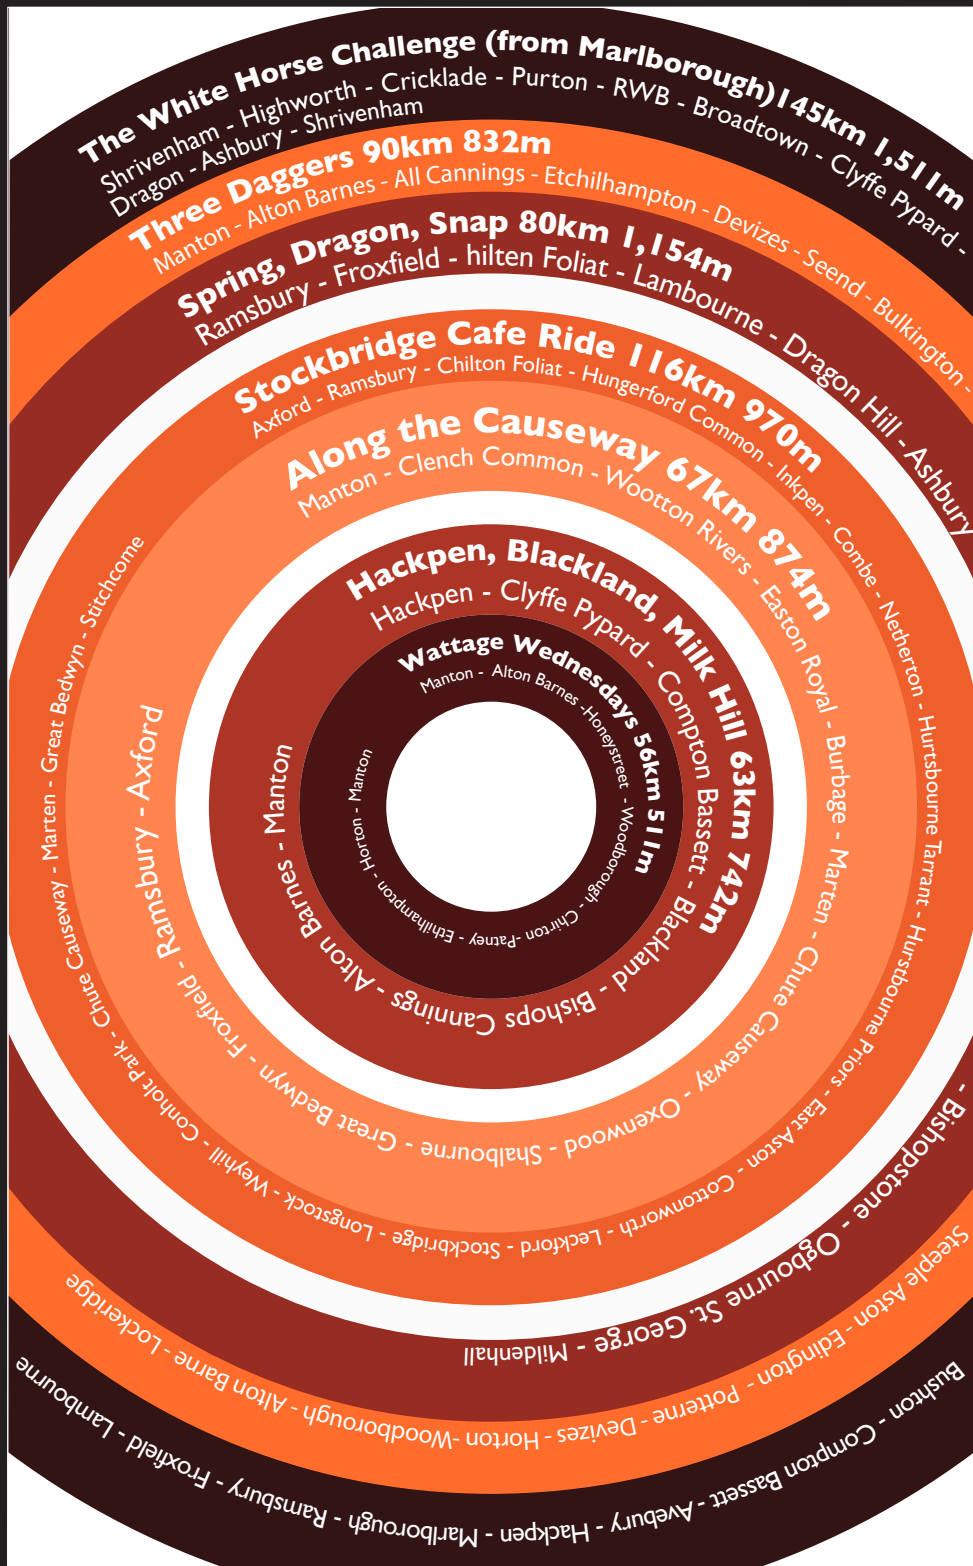 The White Horse Challenge (from Marlborough)145km 1,511m
Shrivenham - Highworth - Cricklade - Purton - RWB - Broadtown - Clyffe Pypard -
Bushton - Compton Bassett - Avebury - Hackpen - Marlborough - Ramsbury - Froxfield - Lambourne
Dragon - Ashbury - Shrivenham
Three Daggers 90km 832m
Manton - Alton Barnes - All Cannings - Etchilhampton - Devizes - Seend - Bulkington -
Steeple Aston - Edington - Potterne - Devizes - Horton -Woodborough - Alton Barne - Lockeridge
Spring, Dragon, Snap 80km 1,154m
Ramsbury - Froxfield - hilten Foliat - Lambourne - Dragon Hill - Ashbury
- Bishopstone - Ogbourne St. George - Mildenhall
Stockbridge Cafe Ride 116km 970m
Axford - Ramsbury - Chilton Foliat - Hungerford Common - Inkpen - Combe - Netherton - Hurtsbourne Tarrant - Hurstbourne Priors - East Aston - Cottonworth - Leckford - Stockbridge - Longstock - Weyhill - Conholt Park - Chute Causeway - Marten - Great Bedwyn - Stitchcome
Along the Causeway 67km 874m
Manton - Clench Common - Wootton Rivers - Easton Royal - Burbage - Marten - Chute Causeway - Oxenwood - Shalbourne - Great Bedwyn - Froxfield - Ramsbury - Axford
Hackpen, Blackland, Milk Hill 63km 742m
Hackpen - Clyffe Pypard - Compton Bassett - Blackland - Bishops Cannings - Alton Barnes - Manton
Wattage Wednesdays 56km 511m
Manton - Alton Barnes -Honeystreet - Woodborough - Chirton -Patney - Ethilhampton - Horton - Manton